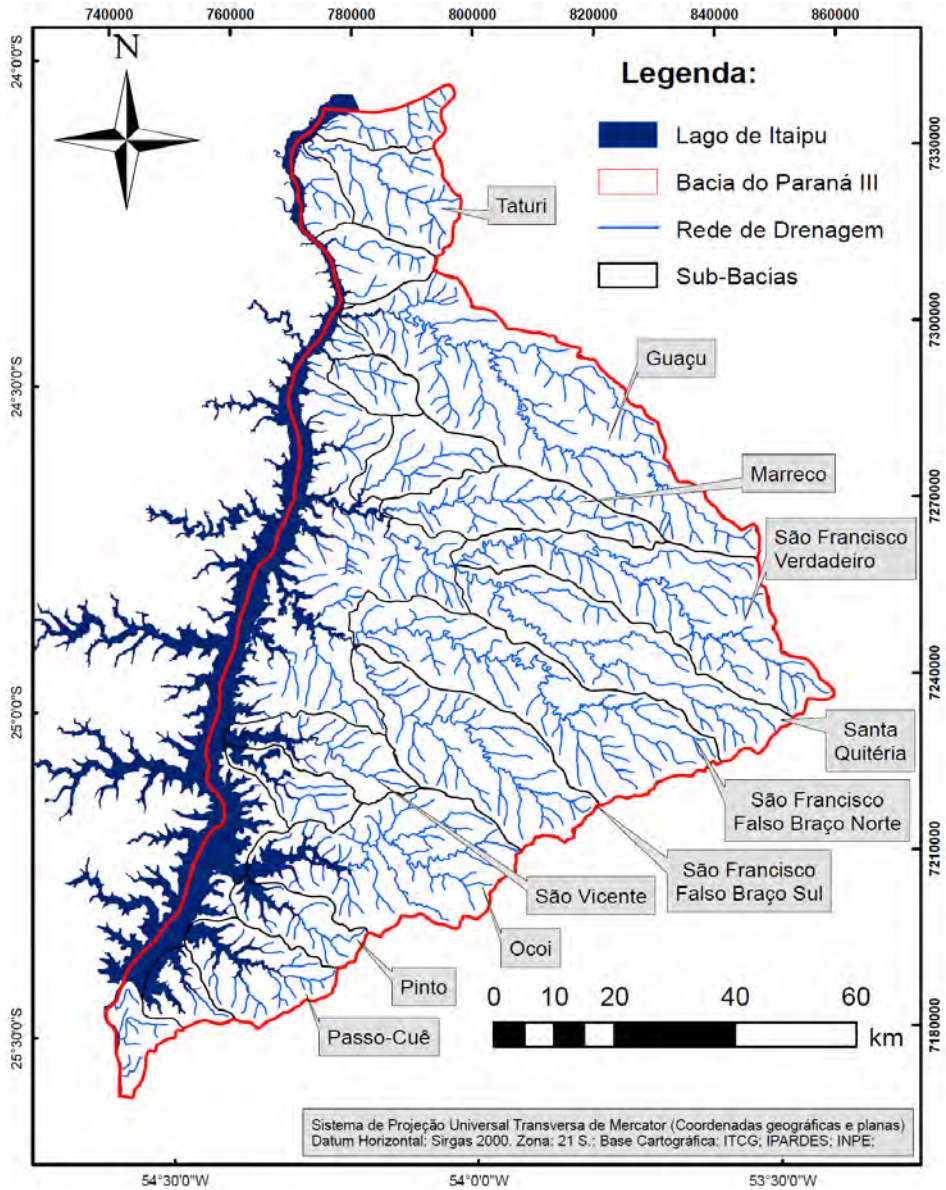 740000 760000 780000 800000 820000 840000 860000
24°0'0"S
N
Legenda:
Lago de Itaipu
Bacia do Paraná III
Rede de Drenagem
Sub-Bacias
7330000
Taturi
7300000
24°30'0"S
Guaçu
Marreco
7270000
São Francisco
Verdadeiro
7240000
25°0'0"S
Santa
Quitéria
São Francisco
Falso Braço Norte
7210000
São Francisco
Falso Braço Sul
São Vicente
Ocoi
Pinto
Passo-Cuê
7180000
25°30'0"S
0 10 20 40 60
km
Sistema de Projeção Universal Transversa de Mercator (Coordenadas geográficas e planas)
Datum Horizontal: Sirgas 2000. Zona: 21 S.: Base Cartográfica: ITCG; IPARDES; INPE;
54°30'0"W 54°0'0"W 53°30'0"W